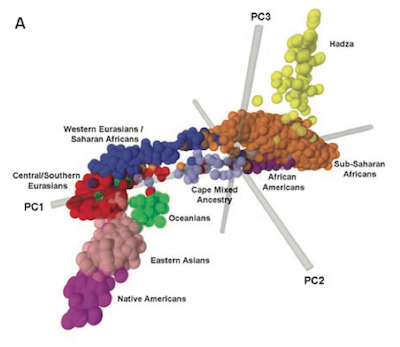 A
PC3
Hadza
Western Eurasians /
Saharan Africans
Central/Southern
Eurasians
Sub-Saharan
Africans
African
Americans
Cape Mixed
Ancestry
PC1
Oceanians
Eastern Asians
PC2
Native Americans